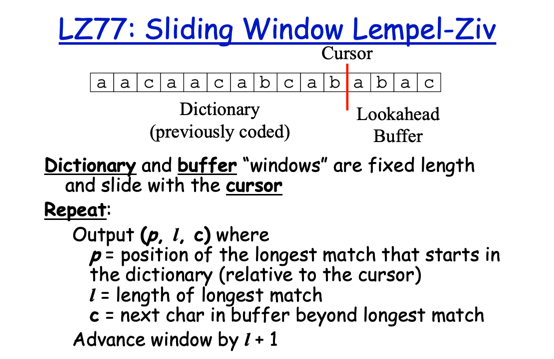 LZ77: Sliding Window Lempel-Ziv
Cursor
a a c a a c a b c a b a b a c
Dictionary
(previously coded)
Lookahead
Buffer
Dictionary and buffer “windows” are fixed length
and slide with the cursor
Repeat:
Output (p, l, c) where
p = position of the longest match that starts in
the dictionary (relative to the cursor)
l = length of longest match
c = next char in buffer beyond longest match
Advance window by l + 1